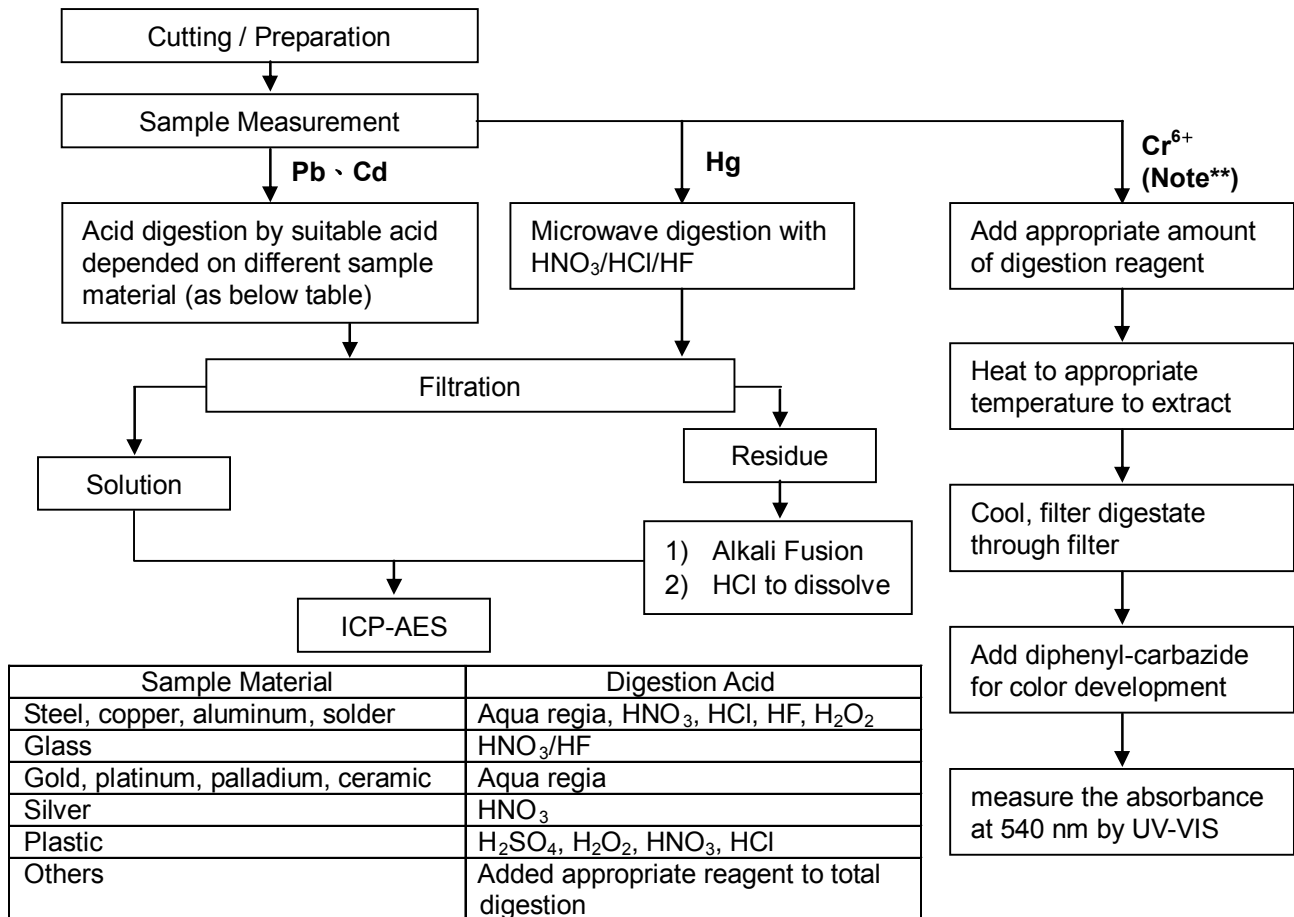 Cutting / Preparation
Sample Measurement
Pb、Cd
Hg
Cr⁶⁺
(Note**)
Acid digestion by suitable acid
depended on different sample
material (as below table)
Microwave digestion with
HNO₃/HCl/HF
Add appropriate amount
of digestion reagent
Filtration
Heat to appropriate
temperature to extract
Solution
Residue
1) Alkali Fusion
2) HCl to dissolve
Cool, filter digestate
through filter
ICP-AES
Add diphenyl-carbazide
for color development
measure the absorbance
at 540 nm by UV-VIS
Sample Material Digestion Acid
Steel, copper, aluminum, solder Aqua regia, HNO₃, HCl, HF, H₂O₂
Glass HNO₃/HF
Gold, platinum, palladium, ceramic Aqua regia
Silver HNO₃
Plastic H₂SO₄, H₂O₂, HNO₃, HCl
Others Added appropriate reagent to total
digestion